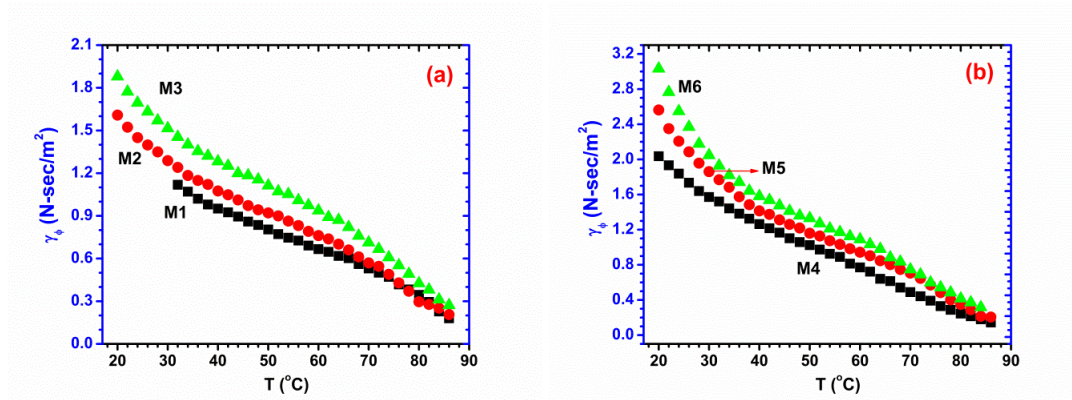 2.1
1.8
1.5
1.2
0.9
0.6
0.3
0.0
γϕ (N-sec/m²)
(a)
M3
M2
M1
20 30 40 50 60 70 80 90
T (°C)
3.2
2.8
2.4
2.0
1.6
1.2
0.8
0.4
0.0
γϕ (N-sec/m²)
(b)
M6
M5
M4
20 30 40 50 60 70 80 90
T (°C)